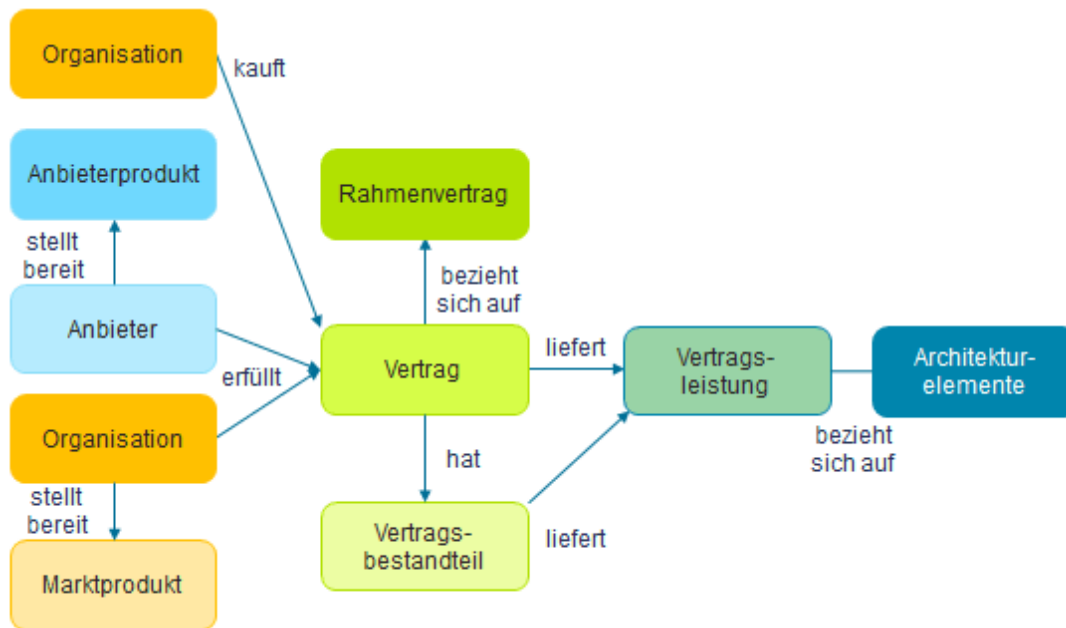 Organisation
kauft
Anbieterprodukt
Rahmenvertrag
stellt
bereit
bezieht
sich auf
Anbieter
erfüllt
Vertrag
liefert
Vertrags-
leistung
Architektur-
elemente
Organisation
hat
bezieht
sich auf
stellt
bereit
Vertrags-
bestandteil
liefert
Marktprodukt